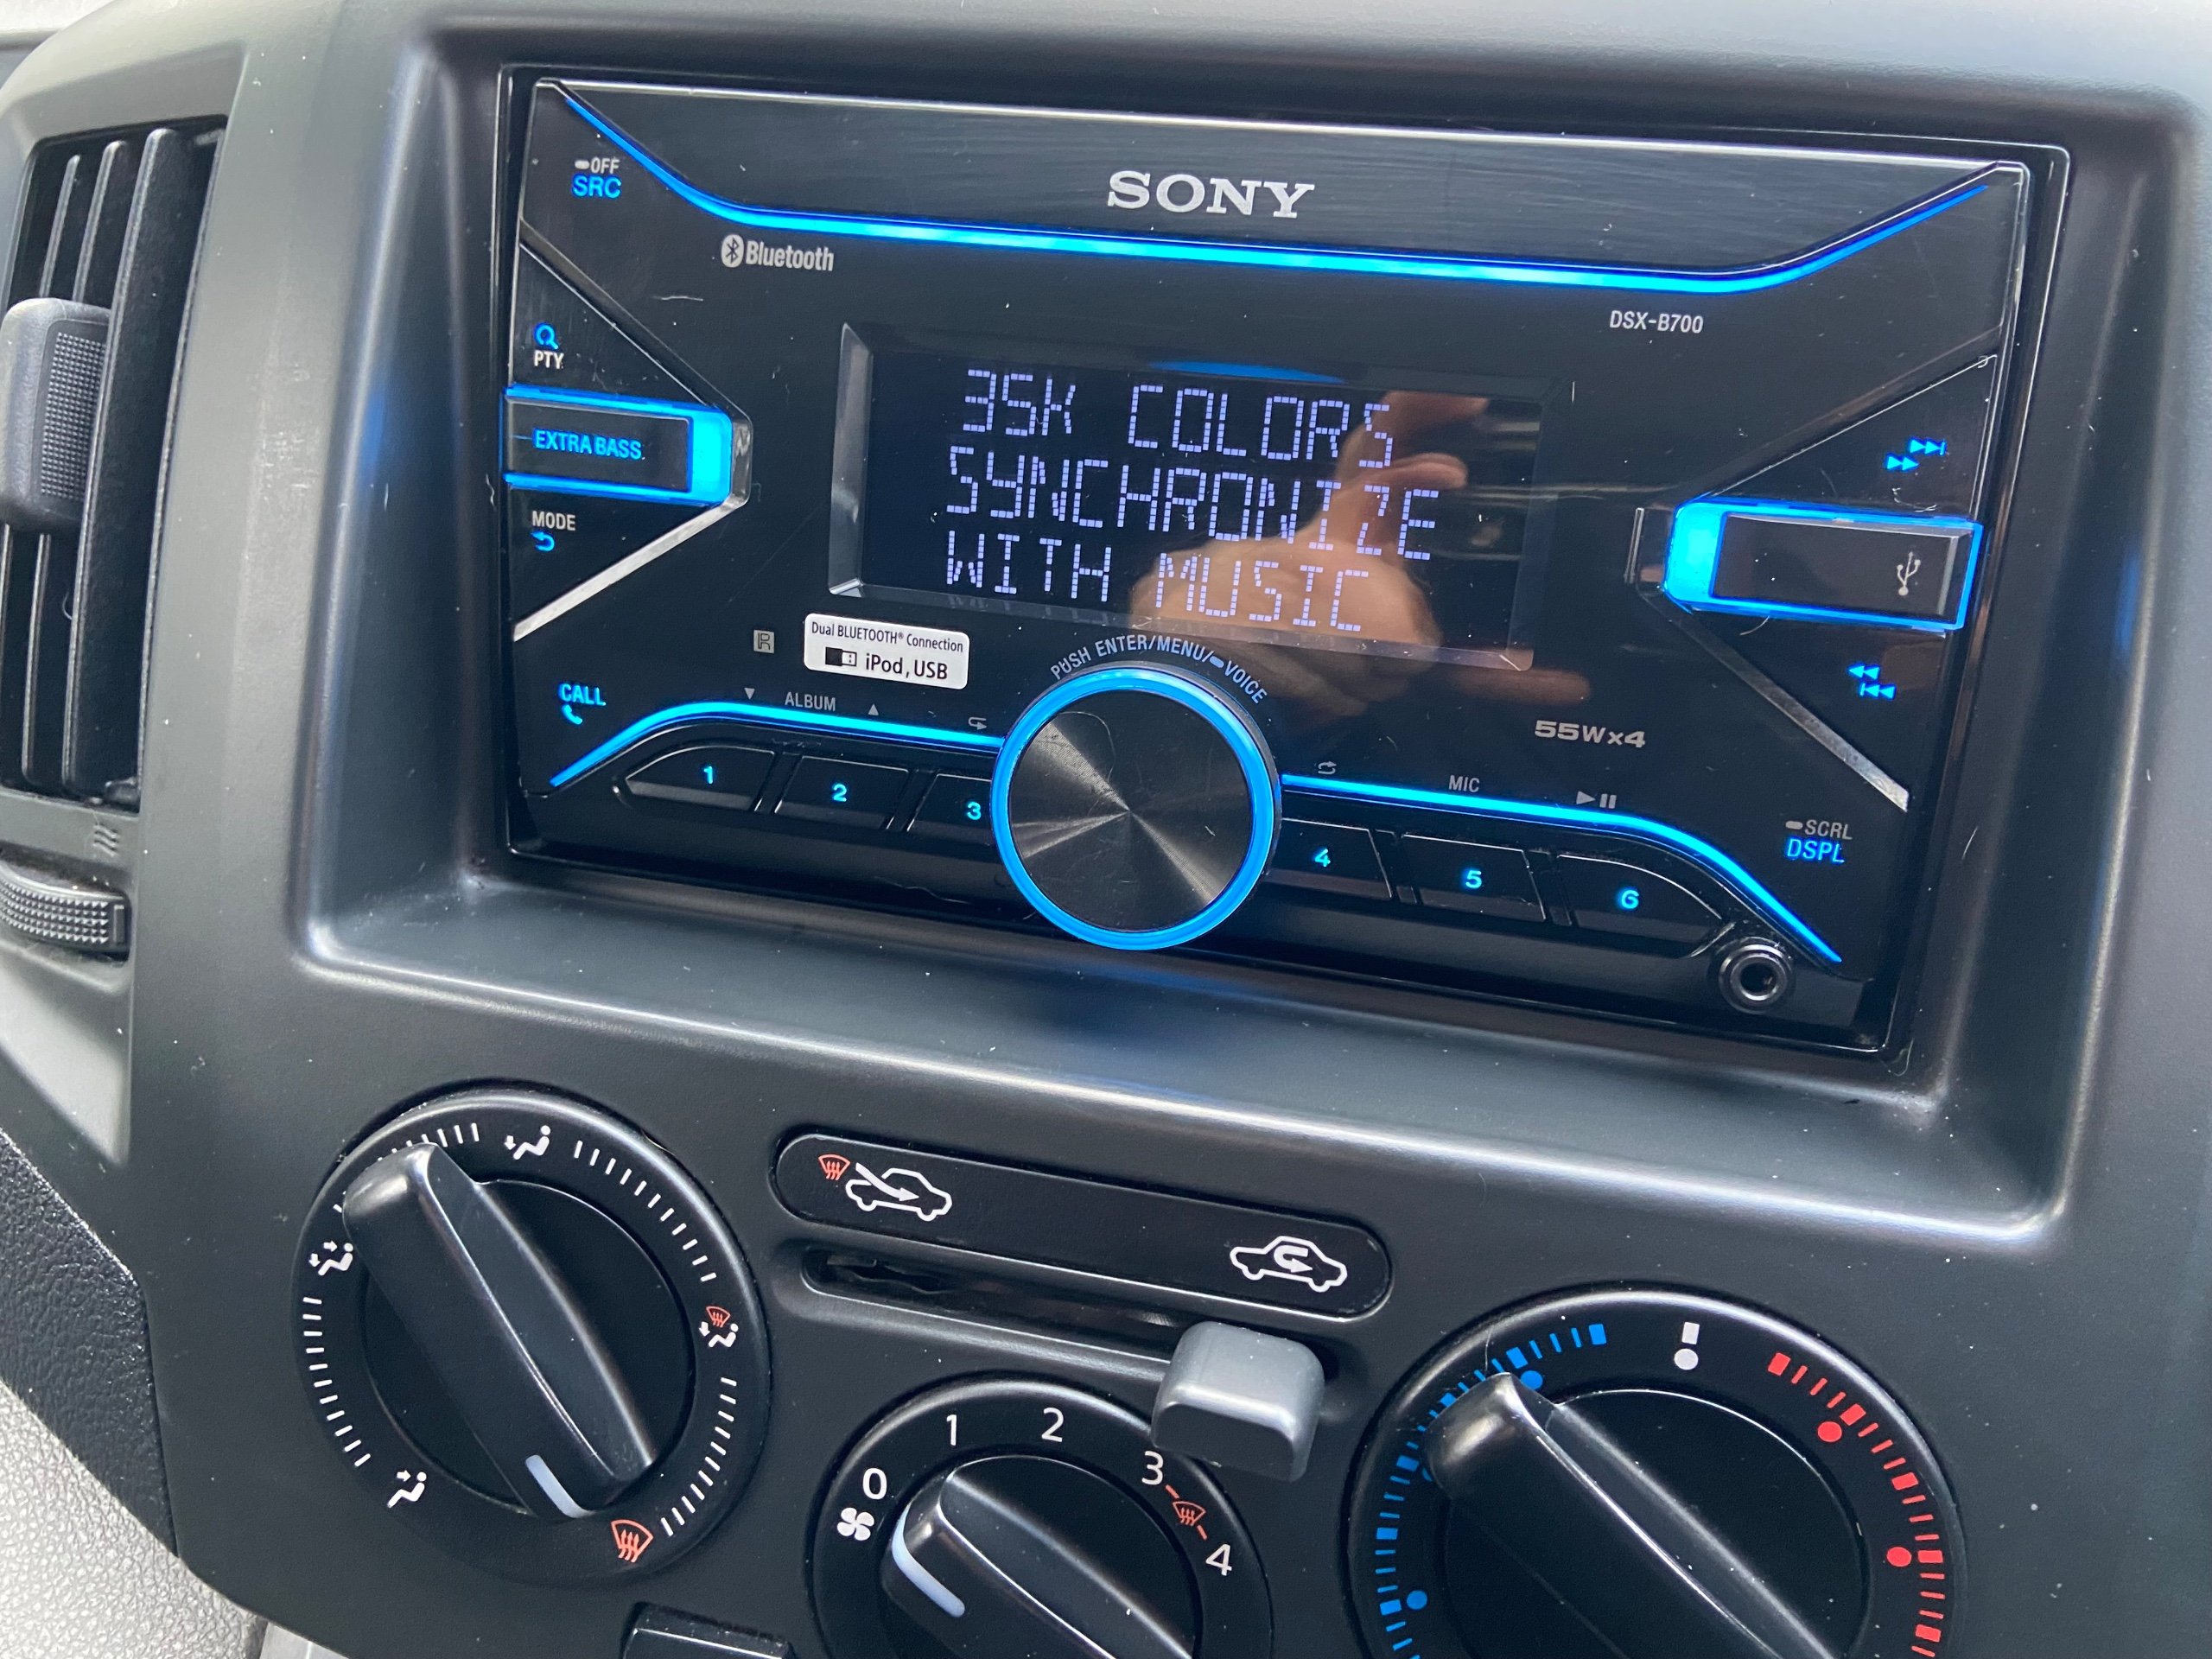 OFF
SRC
SONY
Bluetooth
DSX-B700
PTY
EXTRA BASS
MODE
35K COLORS
SYNCHRONIZE
WITH MUSIC
Dual BLUETOOTH® Connection
iPod, USB
PUSH ENTER/MENU/ VOICE
CALL
ALBUM
55W×4
MIC
SCRL
DSPL
1
2
3
4
5
6
0
1
2
3
4